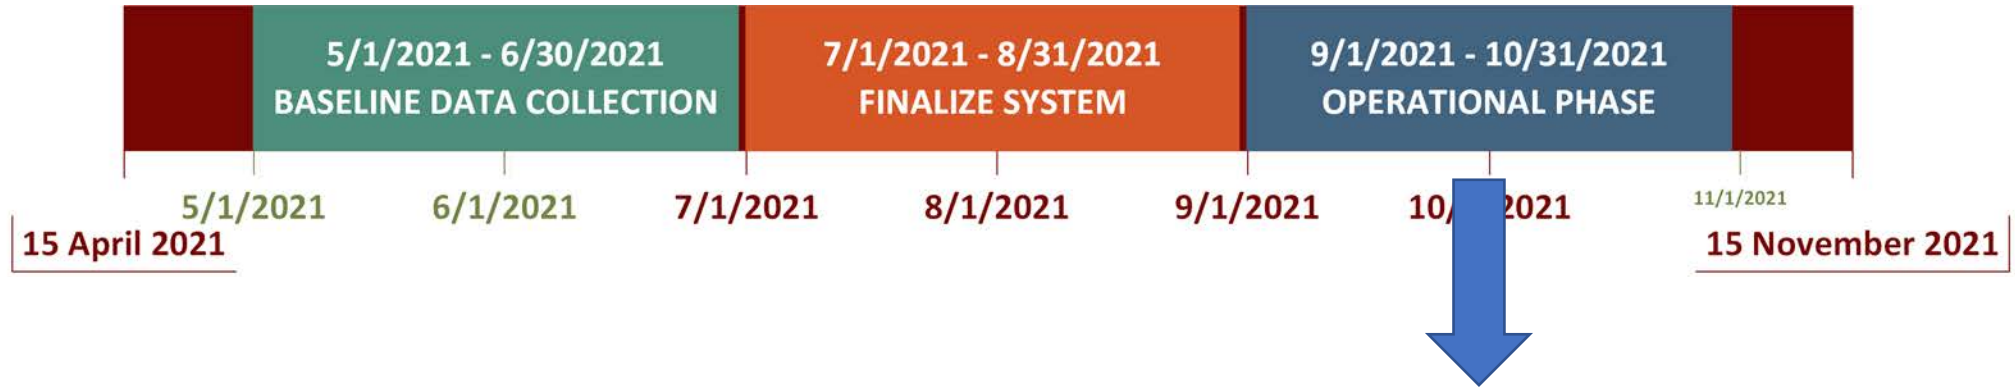 5/1/2021 - 6/30/2021
BASELINE DATA COLLECTION
7/1/2021 - 8/31/2021
FINALIZE SYSTEM
9/1/2021 - 10/31/2021
OPERATIONAL PHASE
5/1/2021
6/1/2021
7/1/2021
8/1/2021
9/1/2021
10/ 2021
11/1/2021
15 April 2021
15 November 2021